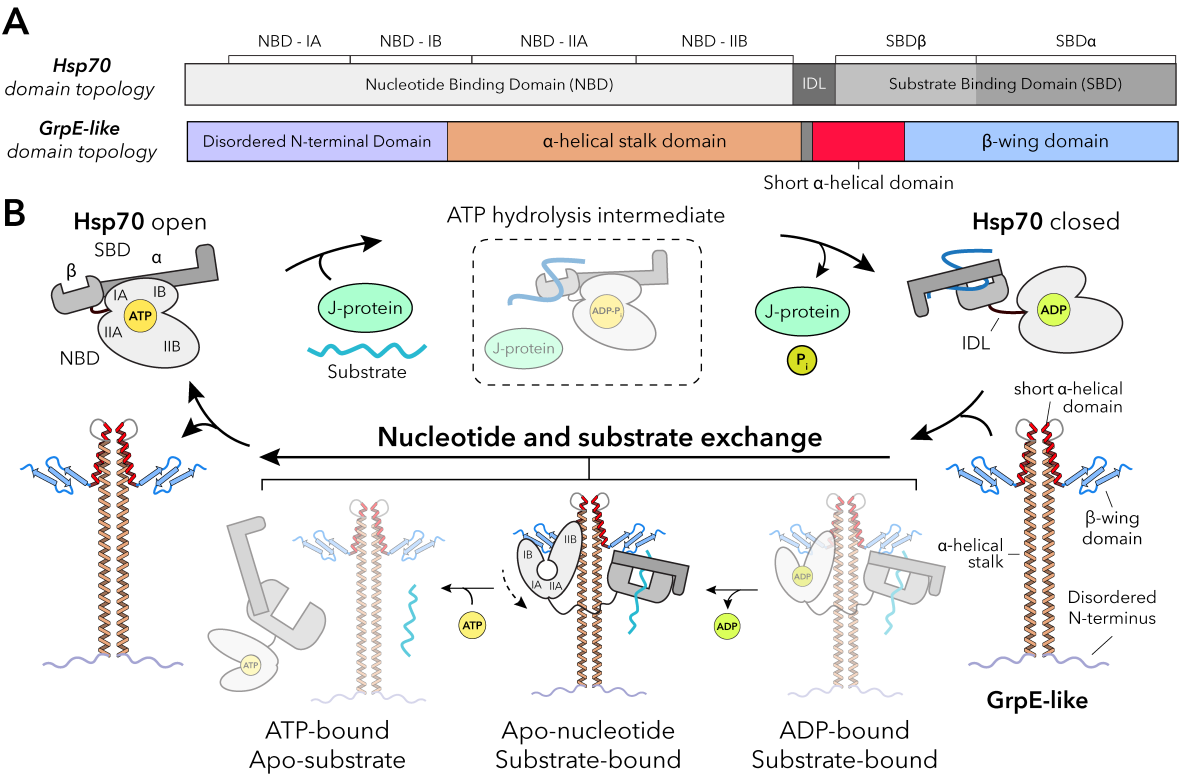 A
NBD - IA
NBD - IB
NBD - IIA
NBD - IIB
SBDβ
SBDα
Hsp70
domain topology
Nucleotide Binding Domain (NBD)
IDL
Substrate Binding Domain (SBD)
GrpE-like
domain topology
Disordered N-terminal Domain
α-helical stalk domain
β-wing domain
Short α-helical domain
B
Hsp70 open
SBD
β
α
IA
IB
ATP
IIA
IIB
NBD
J-protein
Substrate
ATP hydrolysis intermediate
ADP-Pi
J-protein
J-protein
Pi
Hsp70 closed
ADP
IDL
Nucleotide and substrate exchange
short α-helical
domain
β-wing
domain
α-helical
stalk
Disordered
N-terminus
GrpE-like
ATP
ATP
IIB
IB
IA
IIA
ADP
ADP
ATP-bound
Apo-substrate
Apo-nucleotide
Substrate-bound
ADP-bound
Substrate-bound